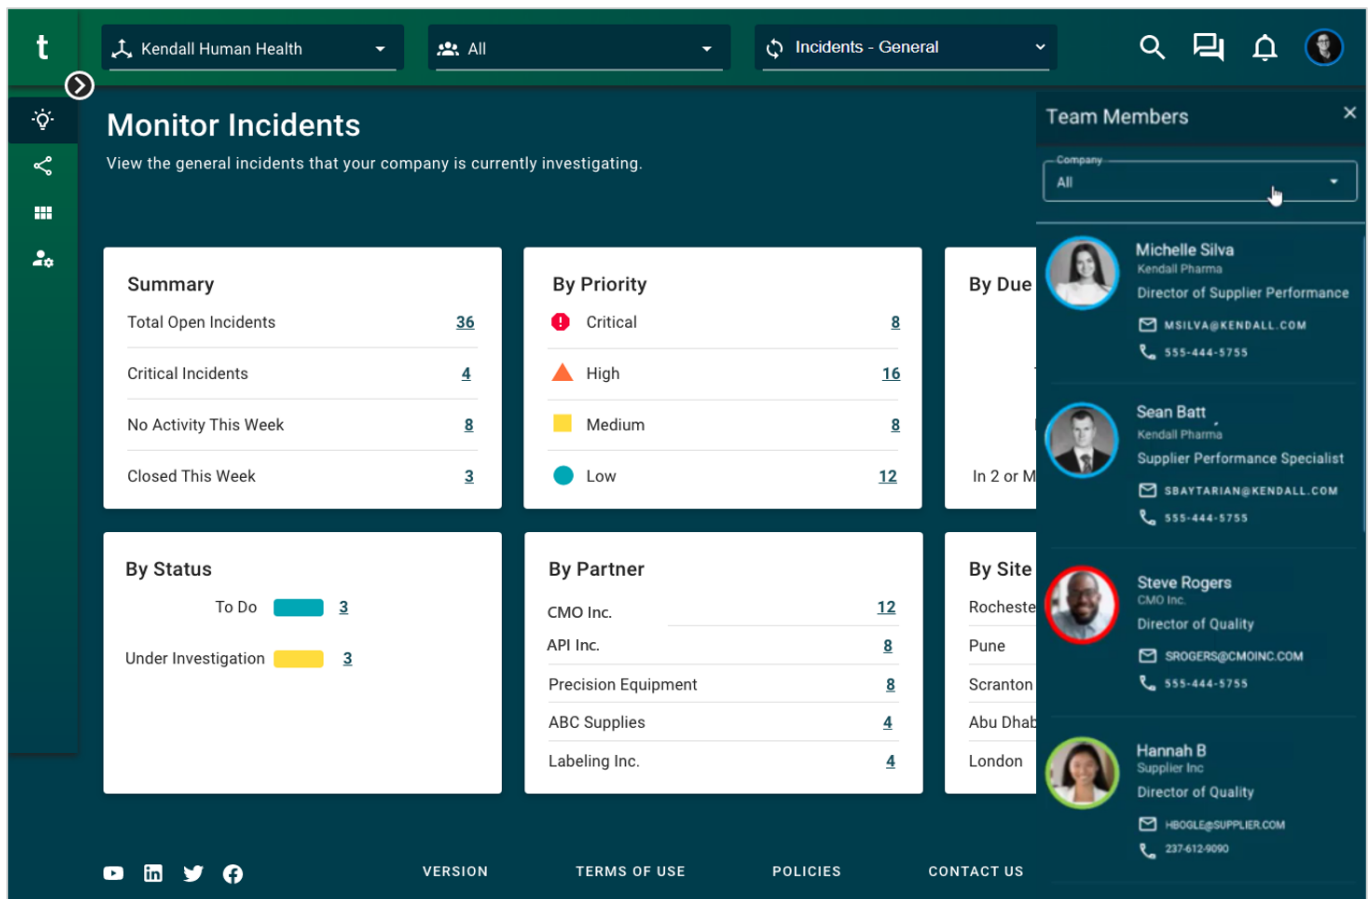 t
Kendall Human Health
All
Incidents - General
Monitor Incidents
View the general incidents that your company is currently investigating.
Summary
Total Open Incidents 36
Critical Incidents 4
No Activity This Week 8
Closed This Week 3
By Priority
Critical 8
High 16
Medium 8
Low 12
By Due
In 2 or M
By Status
To Do 3
Under Investigation 3
By Partner
CMO Inc. 12
API Inc. 8
Precision Equipment 8
ABC Supplies 4
Labeling Inc. 4
By Site
Rocheste
Pune
Scranton
Abu Dhab
London
Team Members
Company
All
Michelle Silva
Kendall Pharma
Director of Supplier Performance
MSILVA@KENDALL.COM
555-444-5755
Sean Batt
Kendall Pharma
Supplier Performance Specialist
SBAYTARIAN@KENDALL.COM
555-444-5755
Steve Rogers
CMO Inc.
Director of Quality
SROGERS@CMOINC.COM
555-444-5755
Hannah B
Supplier Inc
Director of Quality
HBOGLE@SUPPLIER.COM
237-612-9090
VERSION
TERMS OF USE
POLICIES
CONTACT US